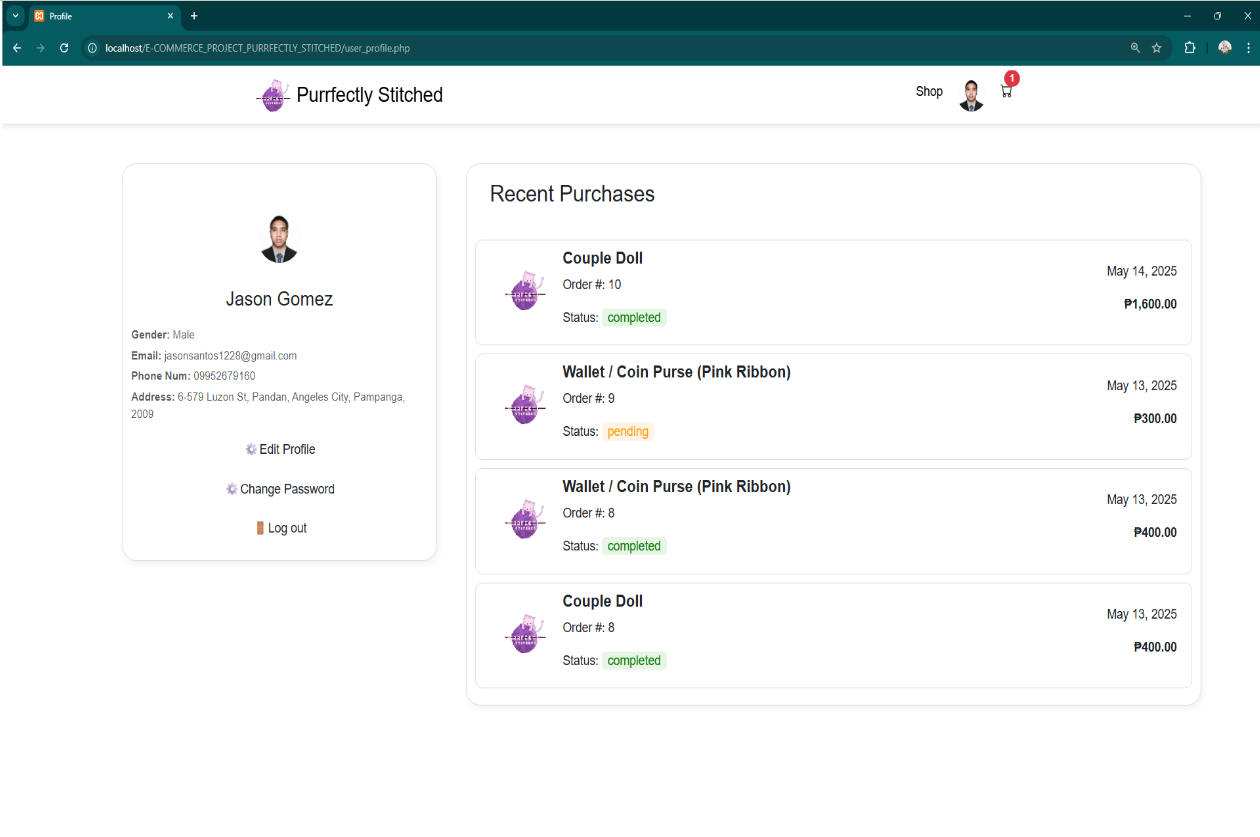 Profile
localhost/E-COMMERCE_PROJECT_PURRFECTLY_STITCHED/user_profile.php
Purrfectly Stitched
Shop
1
Jason Gomez
Gender: Male
Email: jasonsantos1228@gmail.com
Phone Num: 09952679160
Address: 6-579 Luzon St, Pandan, Angeles City, Pampanga,
2009
Edit Profile
Change Password
Log out
Recent Purchases
Couple Doll
Order #: 10
Status: completed
May 14, 2025
₱1,600.00
Wallet / Coin Purse (Pink Ribbon)
Order #: 9
Status: pending
May 13, 2025
₱300.00
Wallet / Coin Purse (Pink Ribbon)
Order #: 8
Status: completed
May 13, 2025
₱400.00
Couple Doll
Order #: 8
Status: completed
May 13, 2025
₱400.00